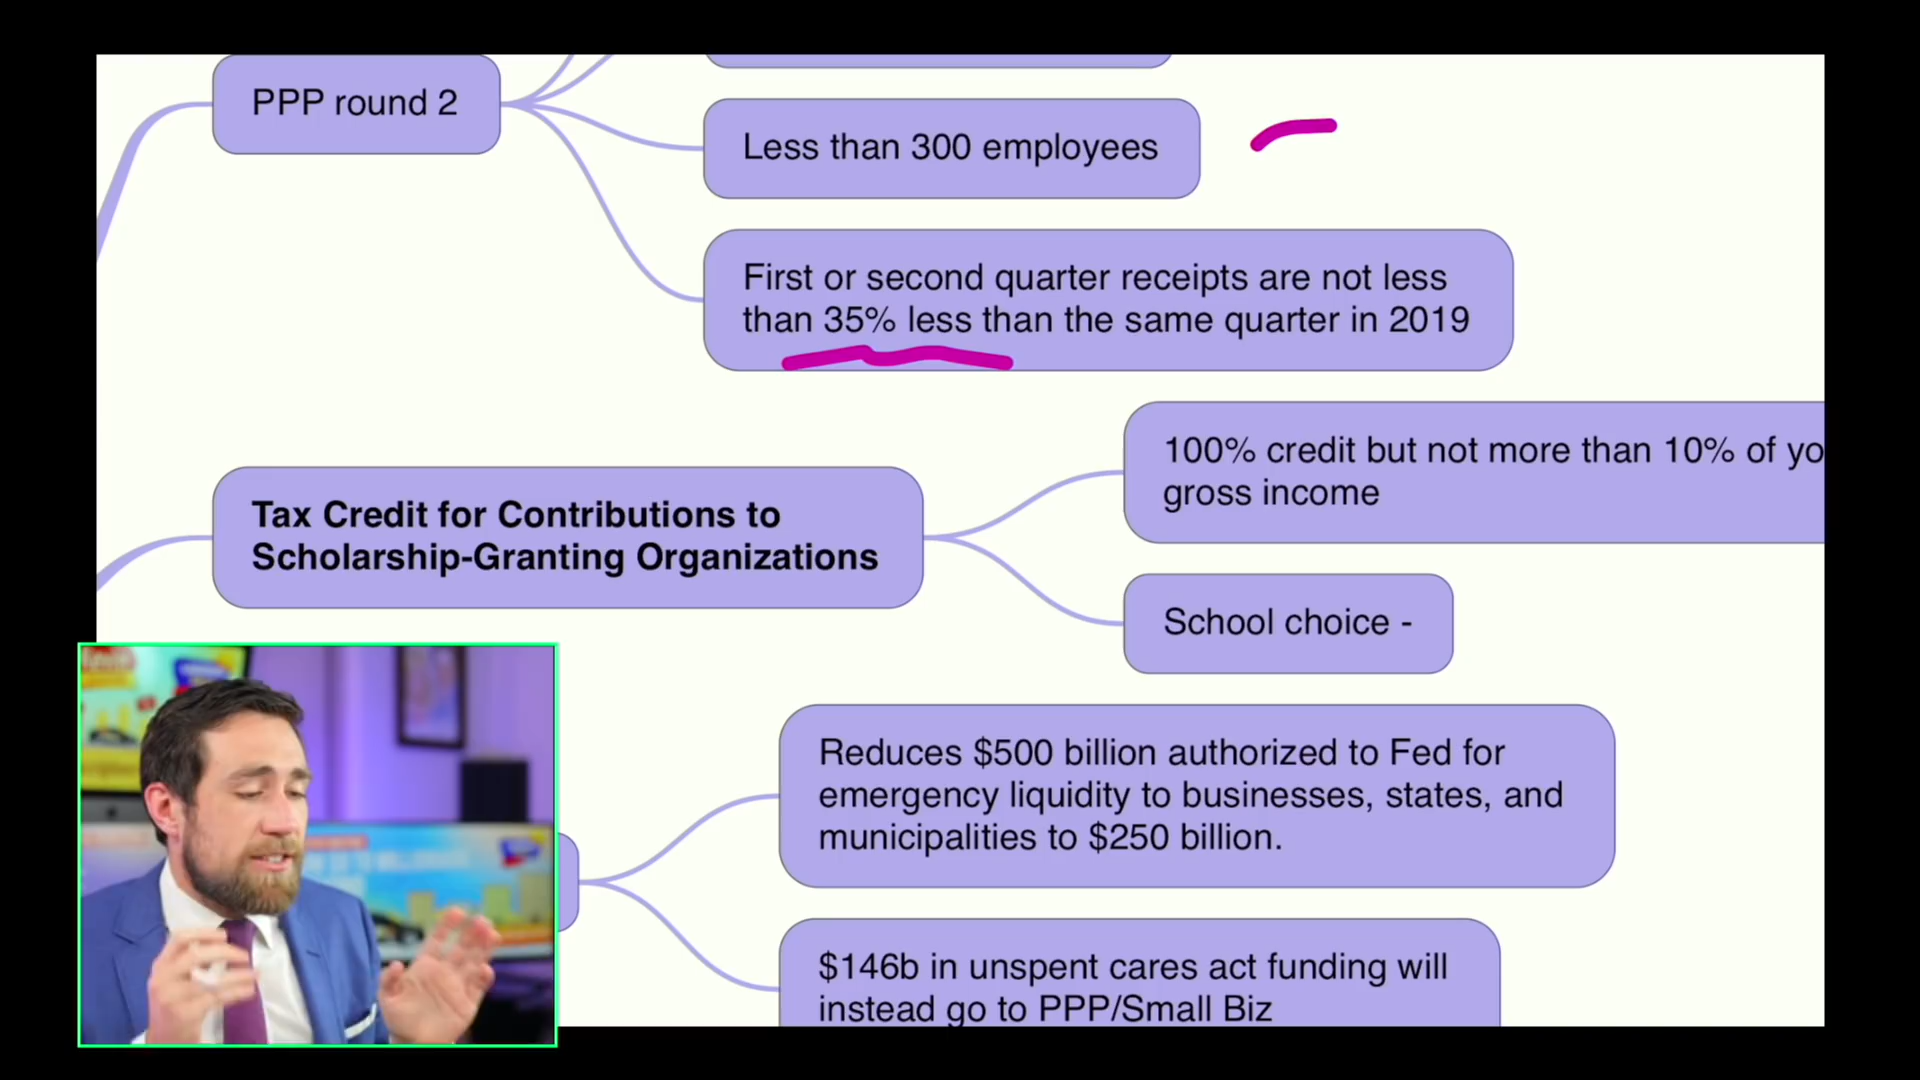 PPP round 2
Less than 300 employees
First or second quarter receipts are not less
than 35% less than the same quarter in 2019
Tax Credit for Contributions to
Scholarship-Granting Organizations
100% credit but not more than 10% of yo
gross income
School choice -
Reduces $500 billion authorized to Fed for
emergency liquidity to businesses, states, and
municipalities to $250 billion.
$146b in unspent cares act funding will
instead go to PPP/Small Biz